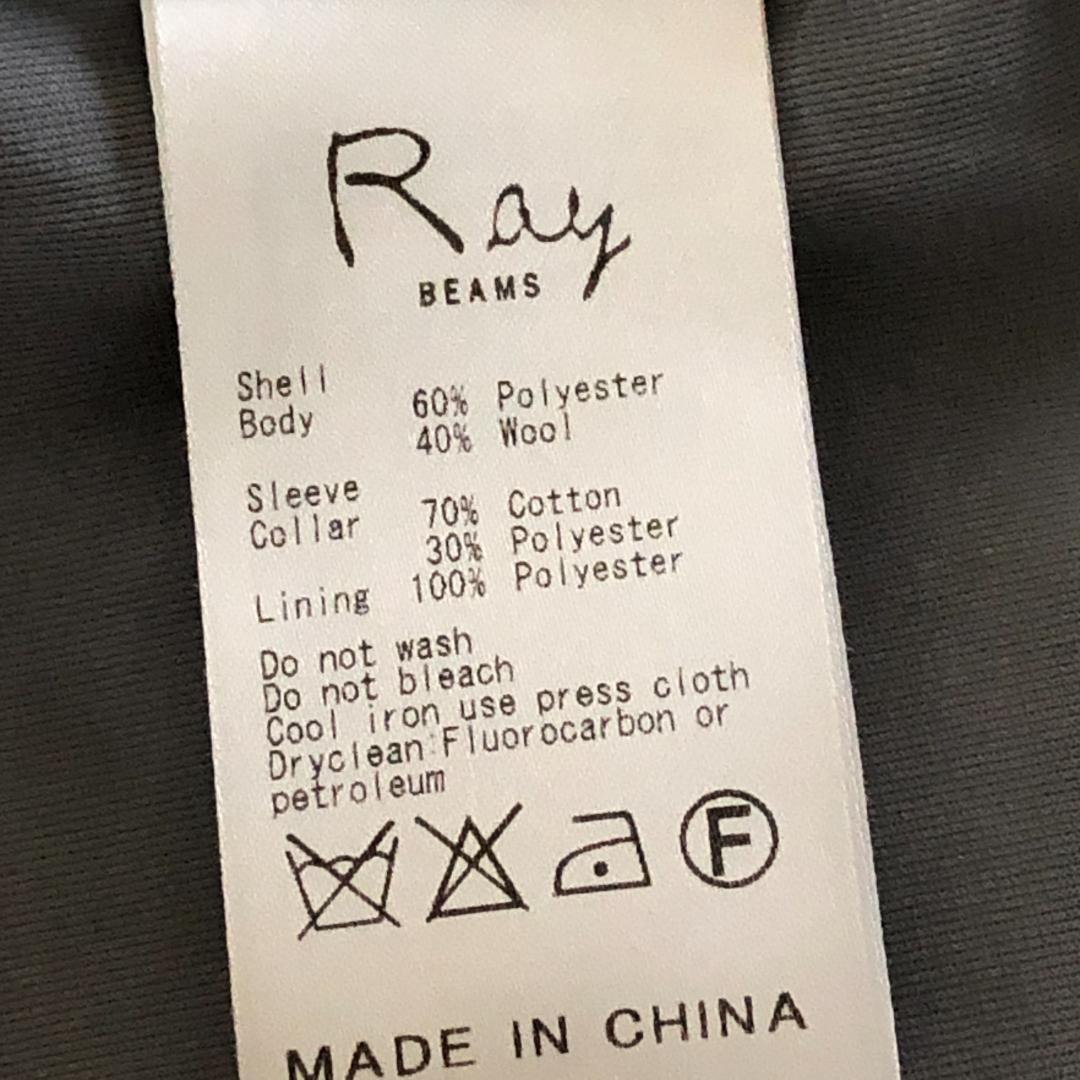 Ray
BEAMS
Shell
Body
60% Polyester
40% Wool
Sleeve
Collar
70% Cotton
30% Polyester
Lining 100% Polyester
Do not wash
Do not bleach
Cool iron use press cloth
Dryclean:Fluorocarbon or
petroleum
F
MADE IN CHINA